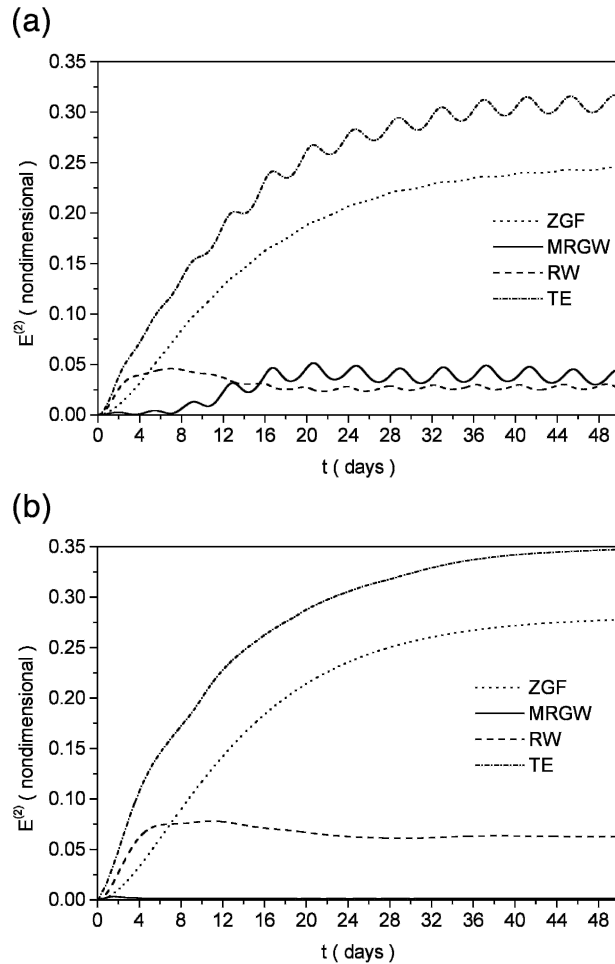 (a)
0.35
0.30
0.25
0.20
0.15
0.10
0.05
0.00
E(2) ( nondimensional )
ZGF
MRGW
RW
TE
0 4 8 12 16 20 24 28 32 36 40 44 48
t ( days )
(b)
0.35
0.30
0.25
0.20
0.15
0.10
0.05
0.00
E(2) ( nondimensional )
ZGF
MRGW
RW
TE
0 4 8 12 16 20 24 28 32 36 40 44 48
t ( days )